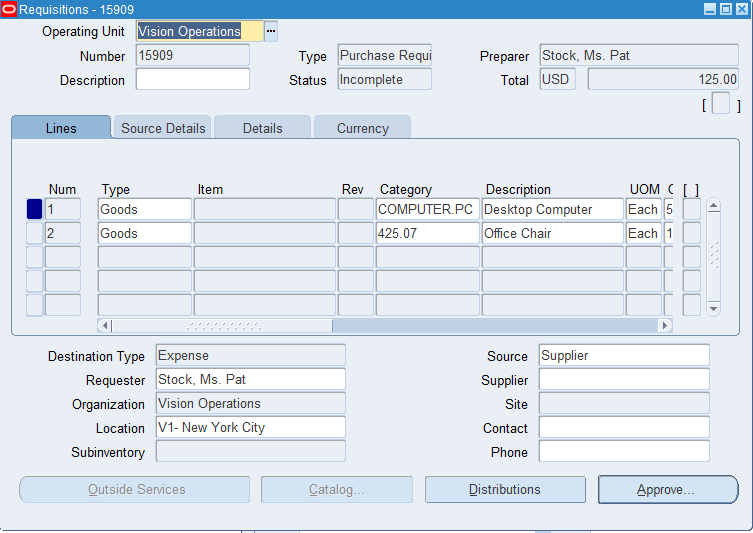 Requisitions - 15909
Operating Unit Vision Operations ...
Number 15909 Type Purchase Requi Preparer Stock, Ms. Pat
Description Status Incomplete Total USD 125.00
[ ]
Lines Source Details Details Currency
Num Type Item Rev Category Description UOM [ ]
1 Goods COMPUTER.PC Desktop Computer Each 5
2 Goods 425.07 Office Chair Each 1
Destination Type Expense Source Supplier
Requester Stock, Ms. Pat Supplier
Organization Vision Operations Site
Location V1- New York City Contact
Subinventory Phone
Outside Services Catalog... Distributions Approve...